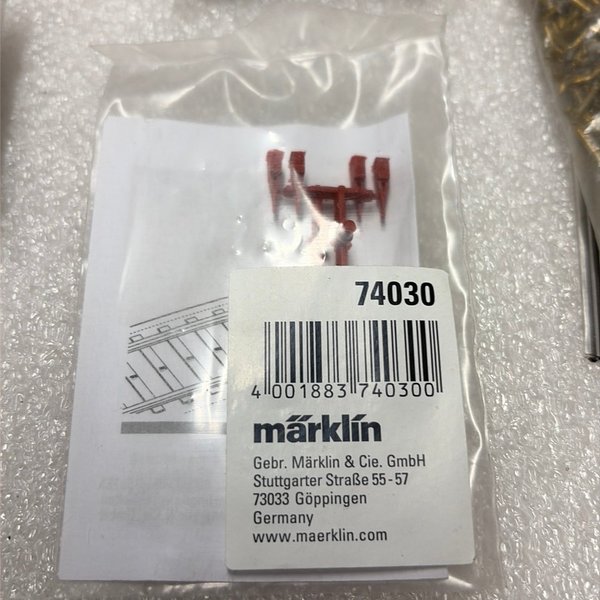 74030
4 001883 740300
märklin
Gebr. Märklin & Cie. GmbH
Stuttgarter Straße 55-57
73033 Göppingen
Germany
www.maerklin.com